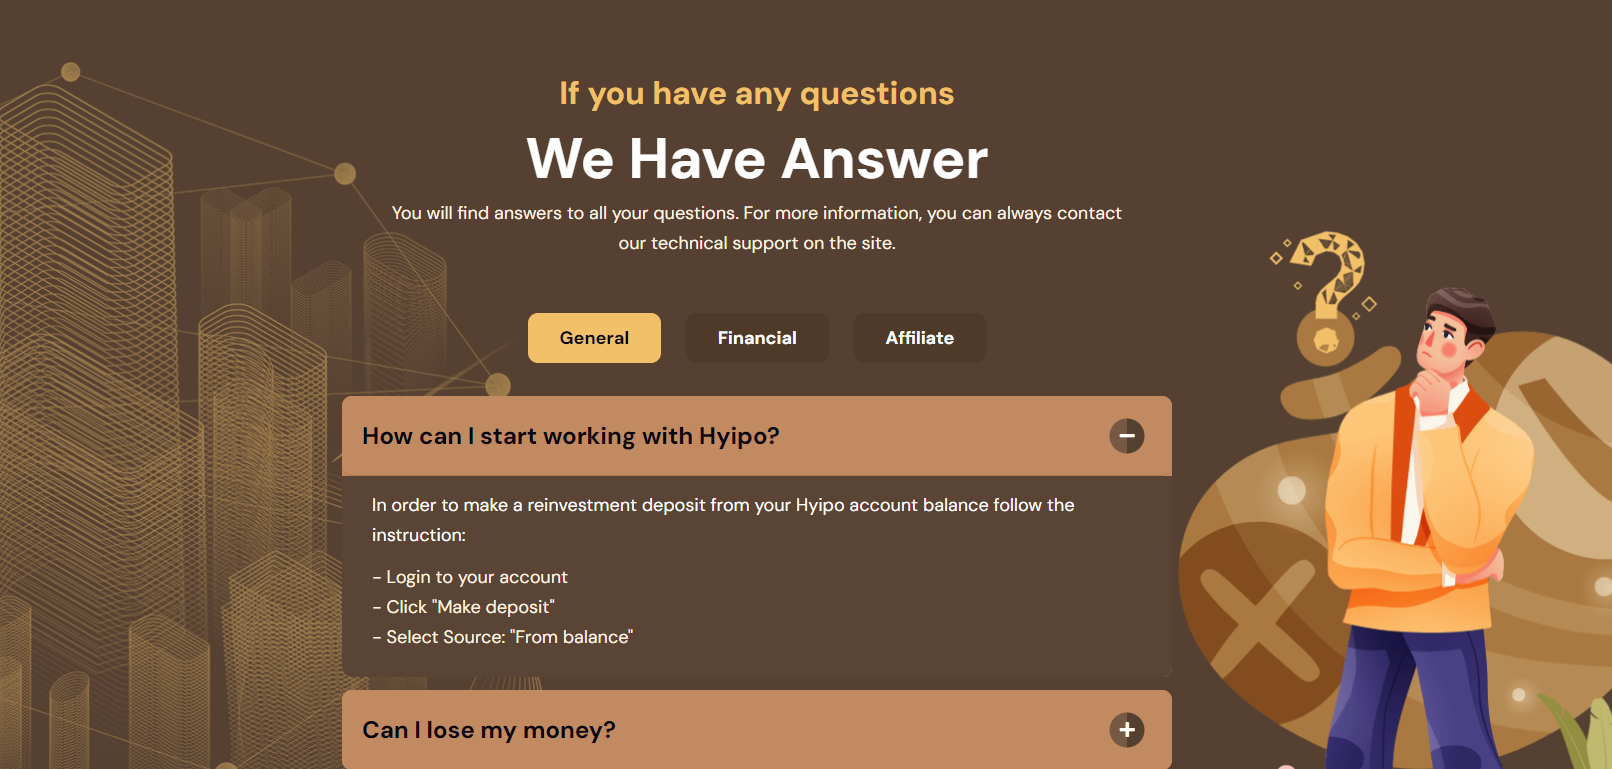 If you have any questions
We Have Answer
You will find answers to all your questions. For more information, you can always contact
our technical support on the site.
General Financial Affiliate
How can I start working with Hyipo?
In order to make a reinvestment deposit from your Hyipo account balance follow the
instruction:
- Login to your account
- Click "Make deposit"
- Select Source: "From balance"
Can I lose my money?